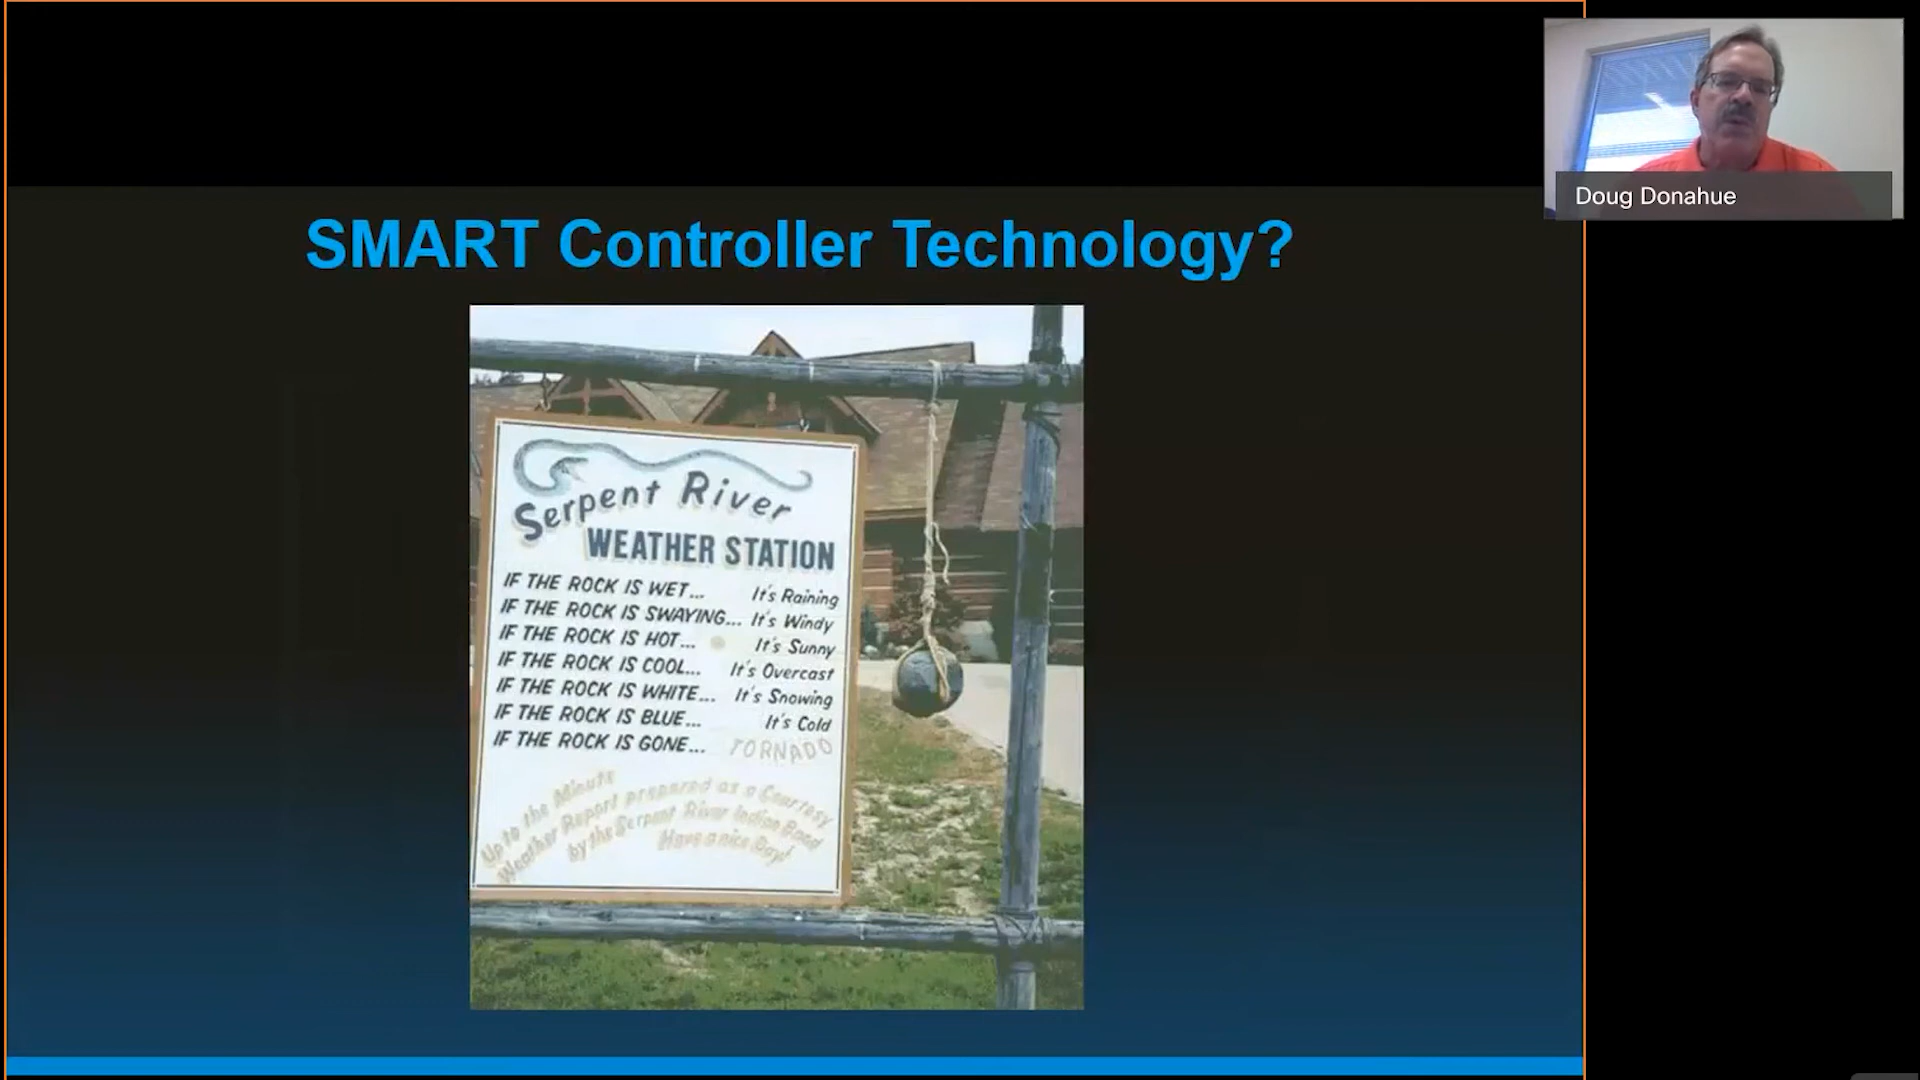 SMART Controller Technology?
Doug Donahue
Serpent River
WEATHER STATION
IF THE ROCK IS WET... It's Raining
IF THE ROCK IS SWAYING... It's Windy
IF THE ROCK IS HOT... It's Sunny
IF THE ROCK IS COOL... It's Overcast
IF THE ROCK IS WHITE... It's Snowing
IF THE ROCK IS BLUE... It's Cold
IF THE ROCK IS GONE... TORNADO
Up to the Minute
Weather Report prepared as a Courtesy
by the Serpent River Indian Band
Have a nice Day!